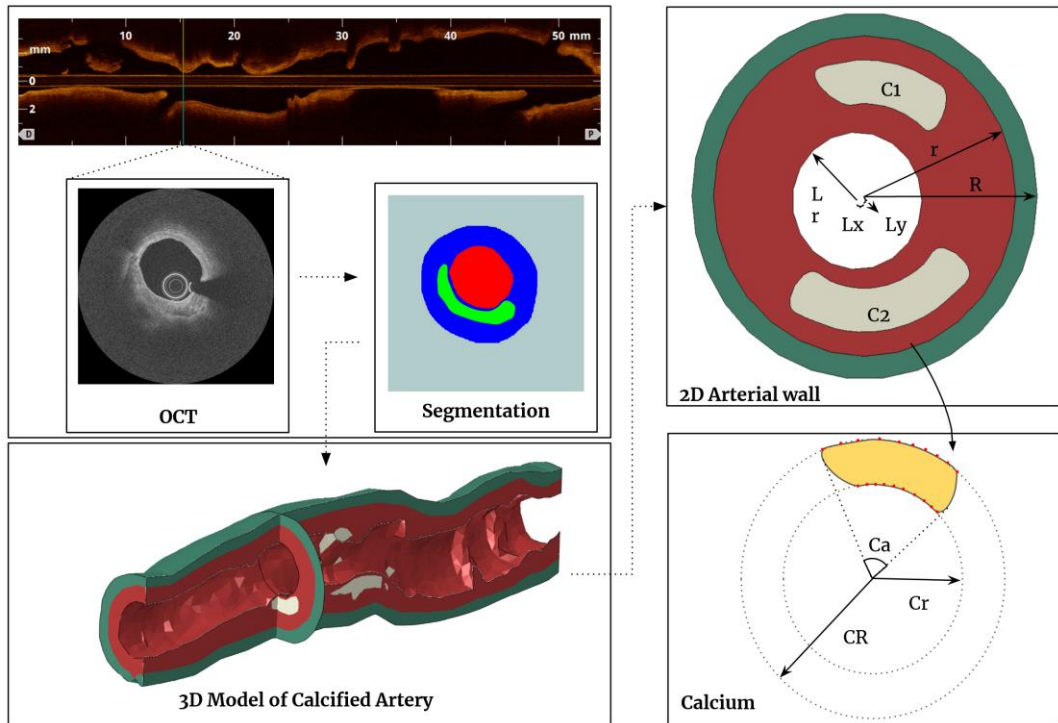 10 20 30 40 50 mm
mm
0
2
D P
OCT
Segmentation
3D Model of Calcified Artery
C1
r
R
L
r
Lx Ly
C2
2D Arterial wall
Ca
Cr
CR
Calcium